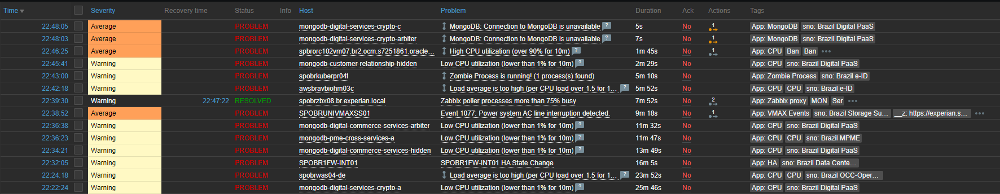 Time Severity Recovery time Status Info Host Problem Duration Ack Actions Tags
22:48:05 Average PROBLEM mongodb-digital-services-crypto-c MongoDB: Connection to MongoDB is unavailable ? 5s No 1 App: MongoDB sno: Brazil Digital PaaS
22:48:03 Average PROBLEM mongodb-digital-services-crypto-arbiter MongoDB: Connection to MongoDB is unavailable ? 7s No 1 App: MongoDB sno: Brazil Digital PaaS
22:46:25 Average PROBLEM spbrorc102vm07.br2.ocm.s7251861.oracle... High CPU utilization (over 90% for 10m) ? 1m 45s No 1 App: CPU Ban Ban •••
22:45:41 Warning PROBLEM mongodb-customer-relationship-hidden Low CPU utilization (lower than 1% for 10m) ? 2m 29s No App: CPU sno: Brazil Digital PaaS
22:43:00 Warning PROBLEM spobrkuberpr04t Zombie Process is running! (1 process(s) found) 5m 10s No App: Zombie Process sno: Brazil e-ID
22:42:18 Warning PROBLEM awsbravbiohm03c Load average is too high (per CPU load over 1.5 for 1... ? 5m 52s No App: CPU CPU sno: Brazil e-ID
22:39:30 Warning 22:47:22 RESOLVED spobrzbx08.br.experian.local Zabbix poller processes more than 75% busy 7m 52s No 2 App: Zabbix proxy MON Ser •••
22:38:52 Average PROBLEM SPOBRUNIVMAXSS01 Event 1077: Power system AC line interruption detected. 9m 18s No 1 App: VMAX Events sno: Brazil Storage Su... __z: https://experian.s... •••
22:36:38 Warning PROBLEM mongodb-digital-commerce-services-arbiter Low CPU utilization (lower than 1% for 10m) ? 11m 32s No App: CPU sno: Brazil Digital PaaS
22:36:23 Warning PROBLEM mongodb-pme-cross-services-a Low CPU utilization (lower than 1% for 10m) ? 11m 47s No App: CPU CPU sno: Brazil MPME
22:34:21 Warning PROBLEM mongodb-digital-commerce-services-hidden Low CPU utilization (lower than 1% for 10m) ? 13m 49s No App: CPU sno: Brazil Digital PaaS
22:32:05 Warning PROBLEM SPOBR1FW-INT01 SPOBR1FW-INT01 HA State Change 16m 5s No App: HA sno: Brazil Data Cente...
22:24:18 Warning PROBLEM spobrwas04-de Load average is too high (per CPU load over 1.5 for 1... ? 23m 52s No App: CPU CPU sno: Brazil OCC-Oper...
22:22:24 Warning PROBLEM mongodb-digital-services-crypto-a Low CPU utilization (lower than 1% for 10m) ? 25m 46s No App: CPU sno: Brazil Digital PaaS